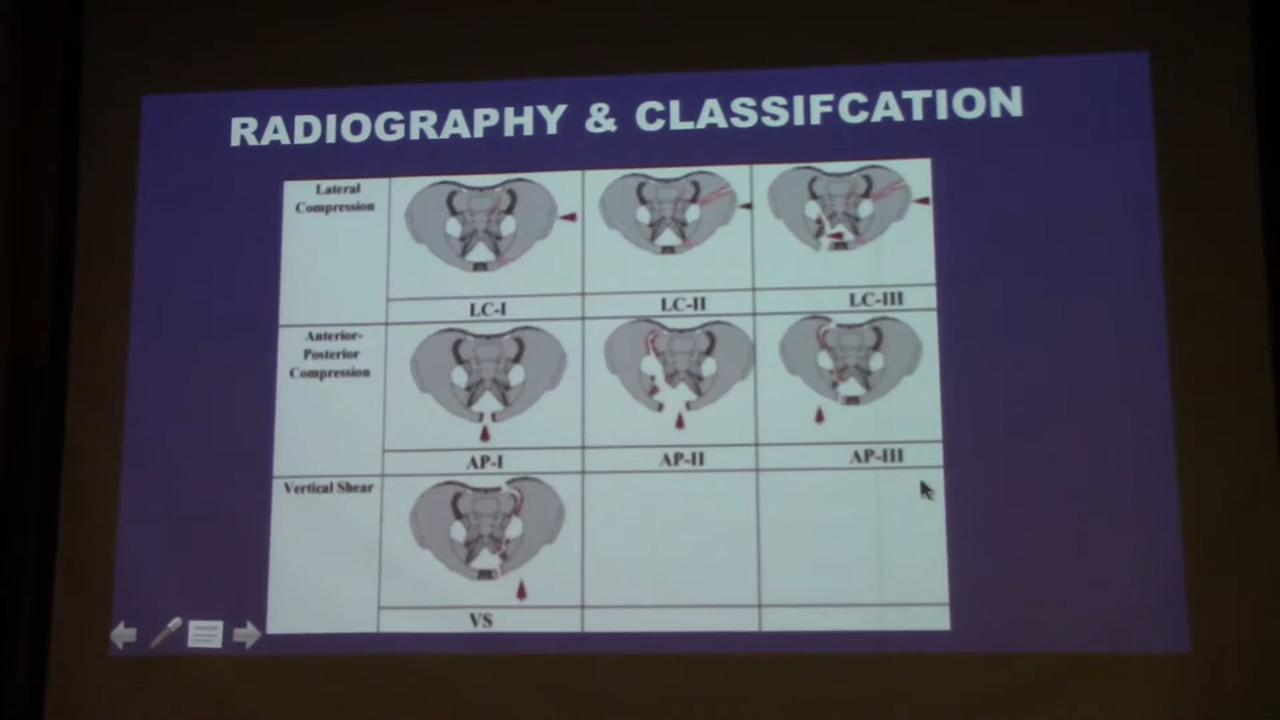 RADIOGRAPHY & CLASSIFCATION
Lateral
Compression
LC-I
LC-II
LC-III
Anterior-
Posterior
Compression
AP-I
AP-II
AP-III
Vertical Shear
VS